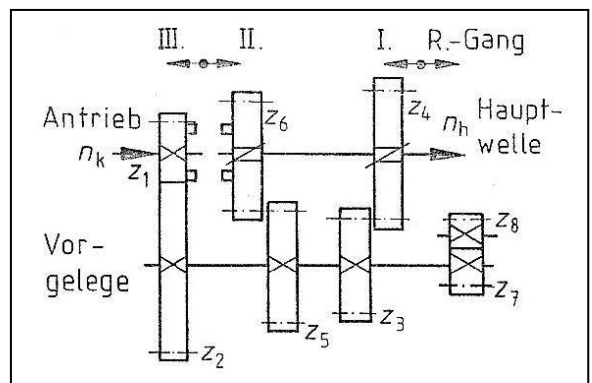 III. II. I. R.-Gang
Antrieb
z6
z4
Haupt-
nk
nh
welle
z1
Vor-
gelege
z8
z7
z5
z3
z2